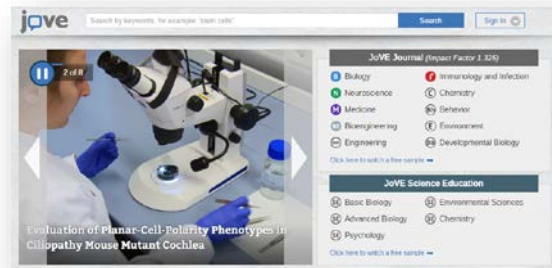 jove
Search by keywords, for example: "stem cells"
Search
Sign In
2 of 8
Evaluation of Planar-Cell-Polarity Phenotypes in
Ciliopathy Mouse Mutant Cochlea
JoVE Journal (Impact Factor 1.325)
Biology
Immunology and Infection
Neuroscience
Chemistry
Medicine
Behavior
Bioengineering
Environment
Engineering
Developmental Biology
Click here to watch a free sample
JoVE Science Education
Basic Biology
Environmental Sciences
Advanced Biology
Chemistry
Psychology
Click here to watch a free sample